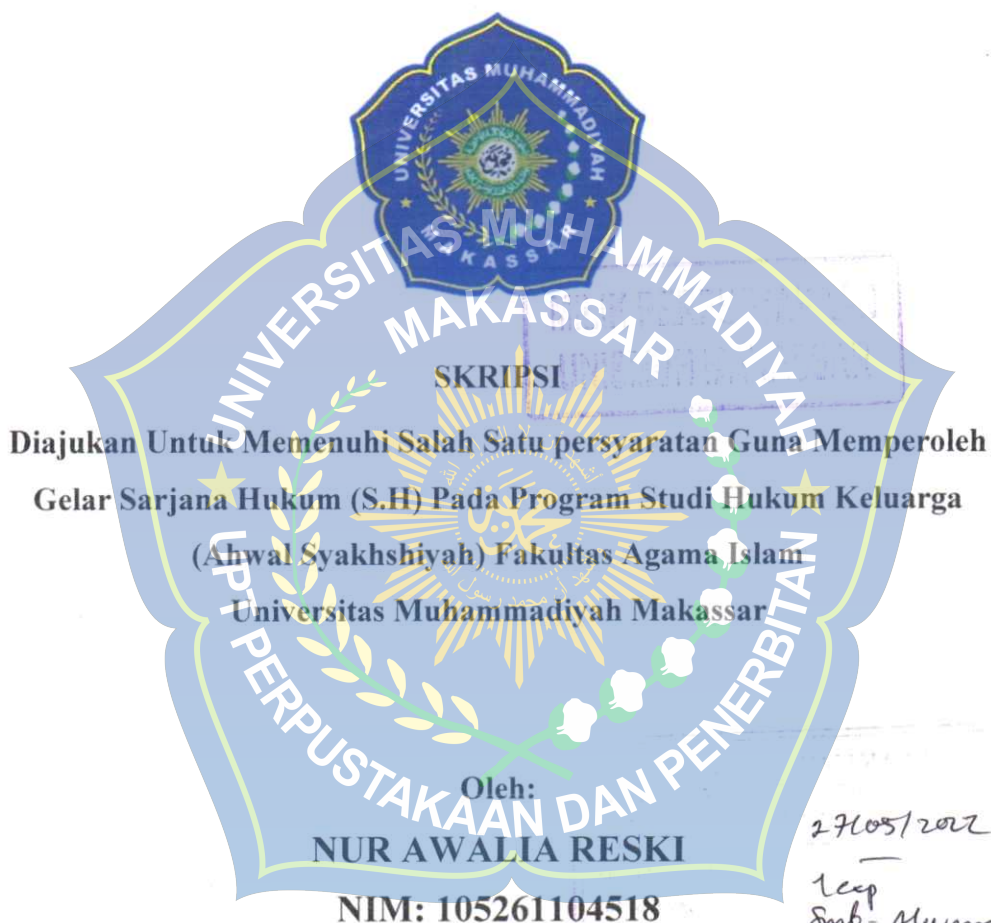 UNIVERSITAS MUHAMMADIYAH
MAKASSAR
UNIVERSITAS MUHAMMADIYAH
MAKASSAR
SKRIPSI
Diajukan Untuk Memenuhi Salah Satu persyaratan Guna Memperoleh
Gelar Sarjana Hukum (S.H) Pada Program Studi Hukum Keluarga
(Ahwal Syakhshiyah) Fakultas Agama Islam
Universitas Muhammadiyah Makassar
UPT PERPUSTAKAAN DAN PENERBITAN
Oleh:
NUR AWALIA RESKI
NIM: 105261104518
27/05/2022
1 exp